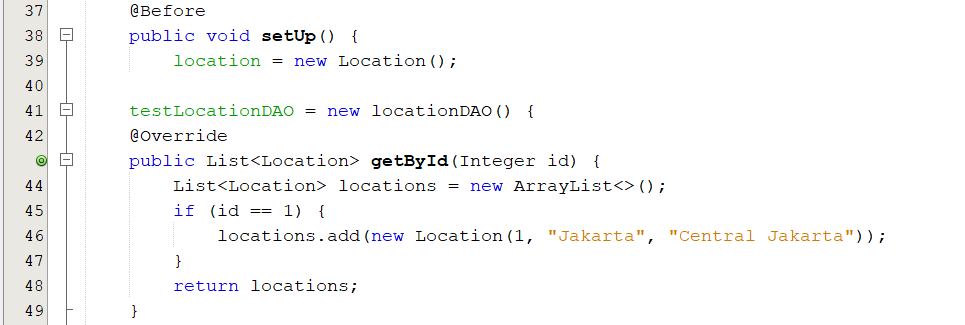 37 @Before
38 public void setUp() {
39 location = new Location();
40
41 testLocationDAO = new locationDAO() {
42 @Override
public List<Location> getById(Integer id) {
44 List<Location> locations = new ArrayList<>();
45 if (id == 1) {
46 locations.add(new Location(1, "Jakarta", "Central Jakarta"));
47 }
48 return locations;
49 }